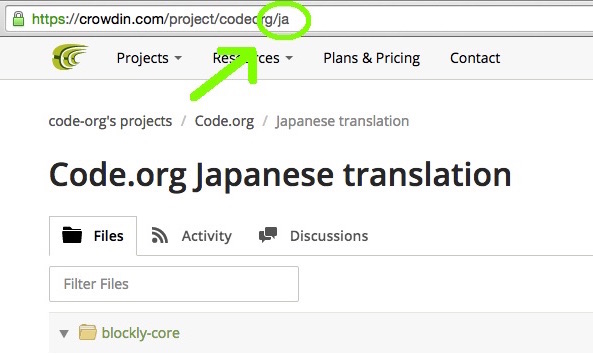 https://crowdin.com/project/codeorg/ja
Projects Resources Plans & Pricing Contact
code-org's projects / Code.org / Japanese translation
Code.org Japanese translation
Files Activity Discussions
Filter Files
blockly-core